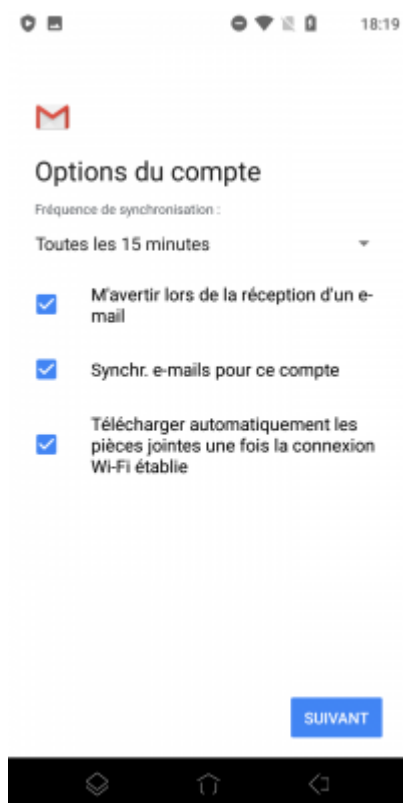 18:19
Options du compte
Fréquence de synchronisation :
Toutes les 15 minutes
M'avertir lors de la réception d'un e-
mail
Synchr. e-mails pour ce compte
Télécharger automatiquement les
pièces jointes une fois la connexion
Wi-Fi établie
SUIVANT